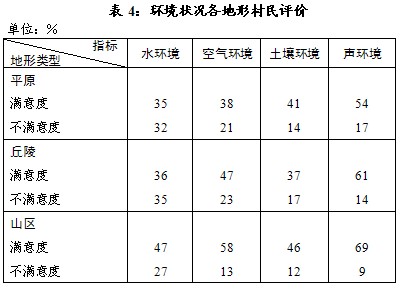 表 4：环境状况各地形村民评价
单位：%
指标
地形类型 水环境 空气环境 土壤环境 声环境
平原
满意度 35 38 41 54
不满意度 32 21 14 17
丘陵
满意度 36 47 37 61
不满意度 35 23 17 14
山区
满意度 47 58 46 69
不满意度 27 13 12 9